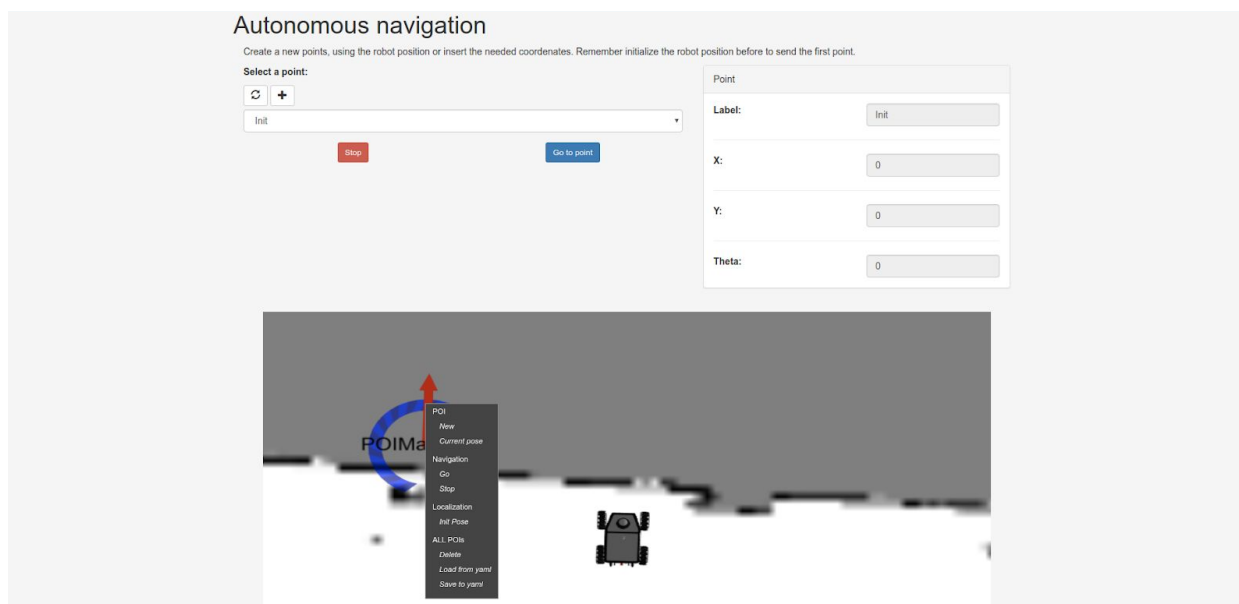 Autonomous navigation
Create a new points, using the robot position or insert the needed coordenates. Remember initialize the robot position before to send the first point.
Select a point:
Init
Stop
Go to point
Point
Label:
Init
X:
0
Y:
0
Theta:
0
POI
New
Current pose
Navigation
Go
Stop
Localization
Init Pose
ALL POIs
Delete
Load from yaml
Save to yaml
POIMa